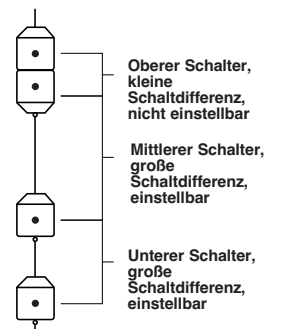 Oberer Schalter,
kleine
Schaltdifferenz,
nicht einstellbar
Mittlerer Schalter,
große
Schaltdifferenz,
einstellbar
Unterer Schalter,
große
Schaltdifferenz,
einstellbar